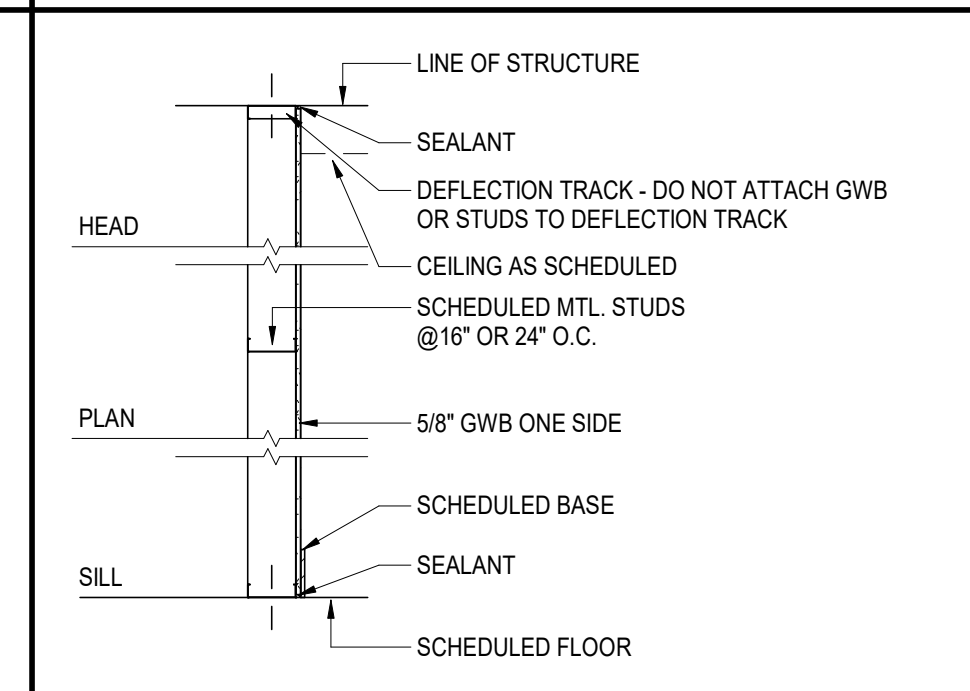 LINE OF STRUCTURE
SEALANT
DEFLECTION TRACK - DO NOT ATTACH GWB
OR STUDS TO DEFLECTION TRACK
HEAD
CEILING AS SCHEDULED
SCHEDULED MTL. STUDS
@16" OR 24" O.C.
PLAN
5/8" GWB ONE SIDE
SCHEDULED BASE
SEALANT
SILL
SCHEDULED FLOOR